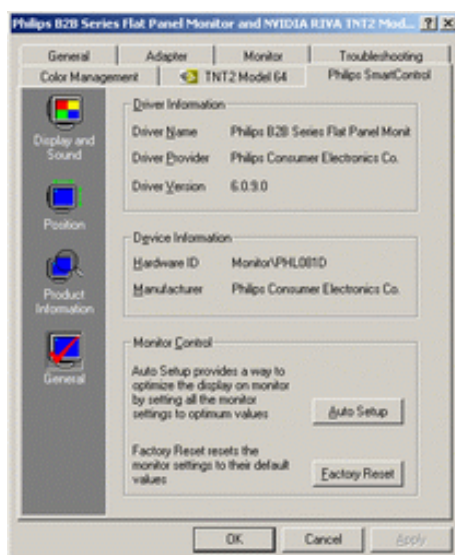 Philips B2B Series Flat Panel Monitor and NVIDIA RIVA TNT2 Mod...
General Adapter Monitor Troubleshooting
Color Management TNT2 Model 64 Philips SmartControl
Display and
Sound
Position
Product
Information
General
Driver Information
Driver Name Philips B2B Series Flat Panel Monit
Driver Provider Philips Consumer Electronics Co.
Driver Version 6.0.9.0
Device Information
Hardware ID Monitor\PHL081D
Manufacturer Philips Consumer Electronics Co.
Monitor Control
Auto Setup provides a way to
optimize the display on monitor
by setting all the monitor
settings to optimum values
Auto Setup
Factory Reset resets the
monitor settings to their default
values
Factory Reset
OK Cancel Apply